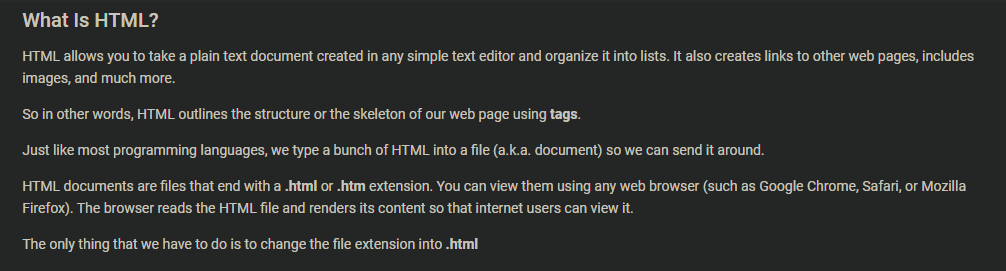 What Is HTML?
HTML allows you to take a plain text document created in any simple text editor and organize it into lists. It also creates links to other web pages, includes
images, and much more.
So in other words, HTML outlines the structure or the skeleton of our web page using tags.
Just like most programming languages, we type a bunch of HTML into a file (a.k.a. document) so we can send it around.
HTML documents are files that end with a .html or .htm extension. You can view them using any web browser (such as Google Chrome, Safari, or Mozilla
Firefox). The browser reads the HTML file and renders its content so that internet users can view it.
The only thing that we have to do is to change the file extension into .html